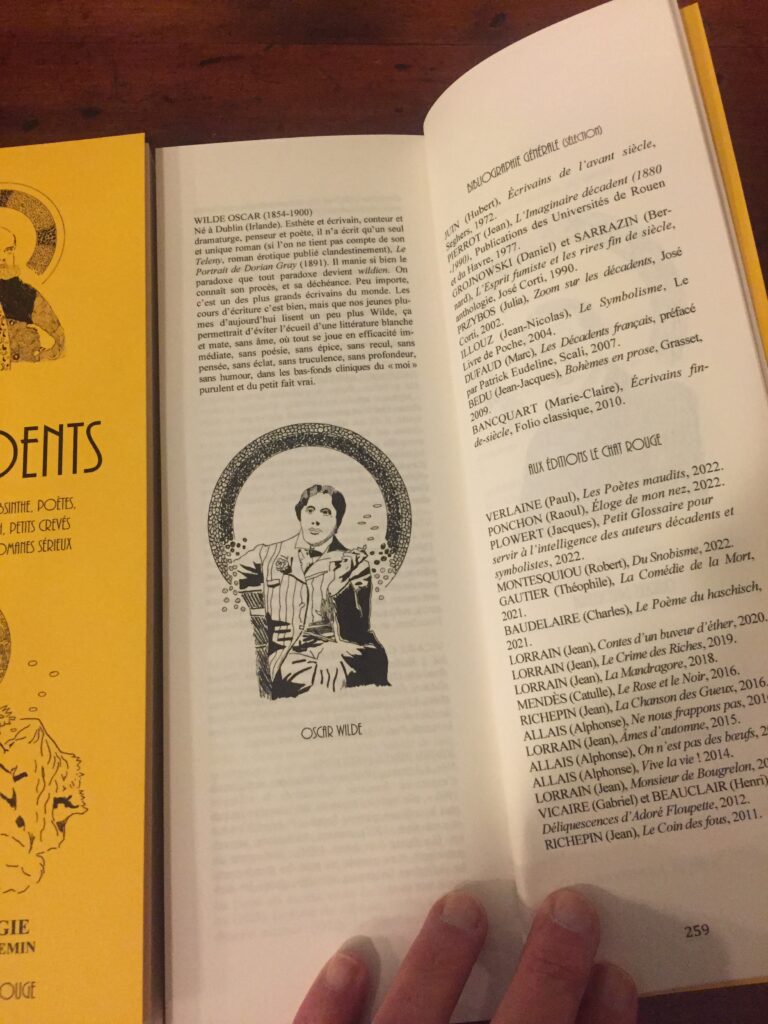 DENTS
BSINTHE, POÈTES,
H, PETITS CREVÉS
OMANES SÉRIEUX
GIE
EMIN
OUGE
WILDE OSCAR (1854-1900)
Né à Dublin (Irlande). Esthète et écrivain, conteur et
dramaturge, penseur et poète, il n'a écrit qu'un seul
et unique roman (si l'on ne tient pas compte de son
Teleny, roman érotique publié clandestinement), Le
Portrait de Dorian Gray (1891). Il manie si bien le
paradoxe que tout paradoxe devient wildien. On
connaît son procès, et sa déchéance. Peu importe,
c'est un des plus grands écrivains du monde. Les
cours d'écriture c'est bien, mais que nos jeunes plu-
mes d'aujourd'hui lisent un peu plus Wilde, ça
permettrait d'éviter l'écueil d'une littérature blanche
et mate, sans âme, où tout se joue en efficacité im-
médiate, sans poésie, sans épice, sans recul, sans
pensée, sans éclat, sans truculence, sans profondeur,
sans humour, dans les bas-fonds cliniques du « moi »
purulent et du petit fait vrai.
OSCAR WILDE
BIBLIOGRAPHIE GÉNÉRALE (SÉLECTION)
JUIN (Hubert), Écrivains de l'avant siècle,
Seghers, 1972.
PIERROT (Jean), L'Imaginaire décadent (1880
-1990), Publications des Universités de Rouen
et du Havre, 1977.
GROJNOWSKI (Daniel) et SARRAZIN (Ber-
nard), L'Esprit fumiste et les rires fin de siècle,
anthologie, José Corti, 1990.
PRZYBOS (Julia), Zoom sur les décadents, José
Corti, 2002.
ILLOUZ (Jean-Nicolas), Le Symbolisme, Le
Livre de Poche, 2004.
DUFAUD (Marc), Les Décadents français, préfacé
par Patrick Eudeline, Scali, 2007.
BEDU (Jean-Jacques), Bohèmes en prose, Grasset,
2009.
BANCQUART (Marie-Claire), Écrivains fin-
de-siècle, Folio classique, 2010.
AUX ÉDITIONS LE CHAT ROUGE
VERLAINE (Paul), Les Poètes maudits, 2022.
PONCHON (Raoul), Éloge de mon nez, 2022.
PLOWERT (Jacques), Petit Glossaire pour
servir à l'intelligence des auteurs décadents et
symbolistes, 2022.
MONTESQUIOU (Robert), Du Snobisme, 2022.
GAUTIER (Théophile), La Comédie de la Mort,
2021.
BAUDELAIRE (Charles), Le Poème du haschisch,
2021.
LORRAIN (Jean), Contes d'un buveur d'éther, 2020.
LORRAIN (Jean), Le Crime des Riches, 2019.
LORRAIN (Jean), La Mandragore, 2018.
MENDÈS (Catulle), Le Rose et le Noir, 2016.
RICHEPIN (Jean), La Chanson des Gueux, 2016.
ALLAIS (Alphonse), Ne nous frappons pas, 201
LORRAIN (Jean), Âmes d'automne, 2015.
ALLAIS (Alphonse), On n'est pas des bœufs, 2
ALLAIS (Alphonse), Vive la vie ! 2014.
LORRAIN (Jean), Monsieur de Bougrelon, 20
VICAIRE (Gabriel) et BEAUCLAIR (Henri)
Déliquescences d'Adoré Floupette, 2012.
RICHEPIN (Jean), Le Coin des fous, 2011.
259